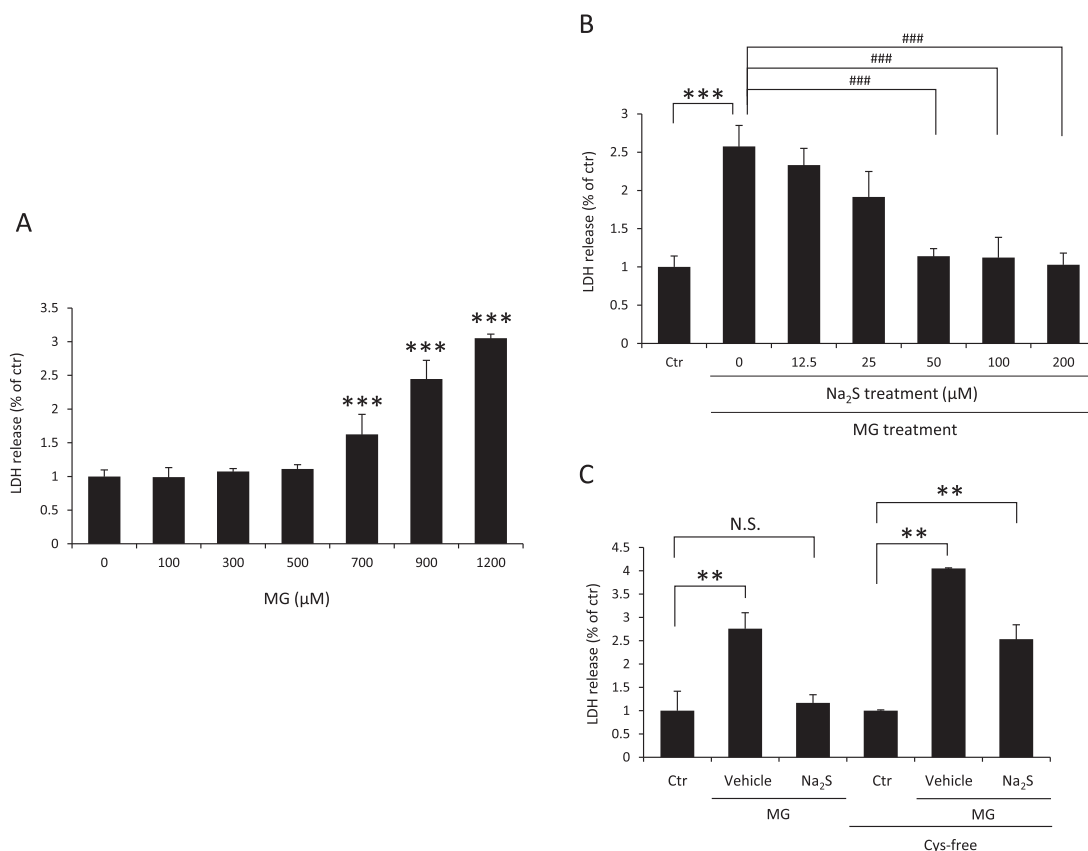 A
LDH release (% of ctr)
3.5
3
2.5
2
1.5
1
0.5
0
***
***
***
0 100 300 500 700 900 1200
MG (μM)
B
LDH release (% of ctr)
3
2.5
2
1.5
1
0.5
0
###
###
###
***
Ctr 0 12.5 25 50 100 200
Na₂S treatment (μM)
MG treatment
C
LDH release (% of ctr)
4.5
4
3.5
3
2.5
2
1.5
1
0.5
0
N.S.
**
**
**
Ctr Vehicle Na₂S Ctr Vehicle Na₂S
MG MG
Cys-free